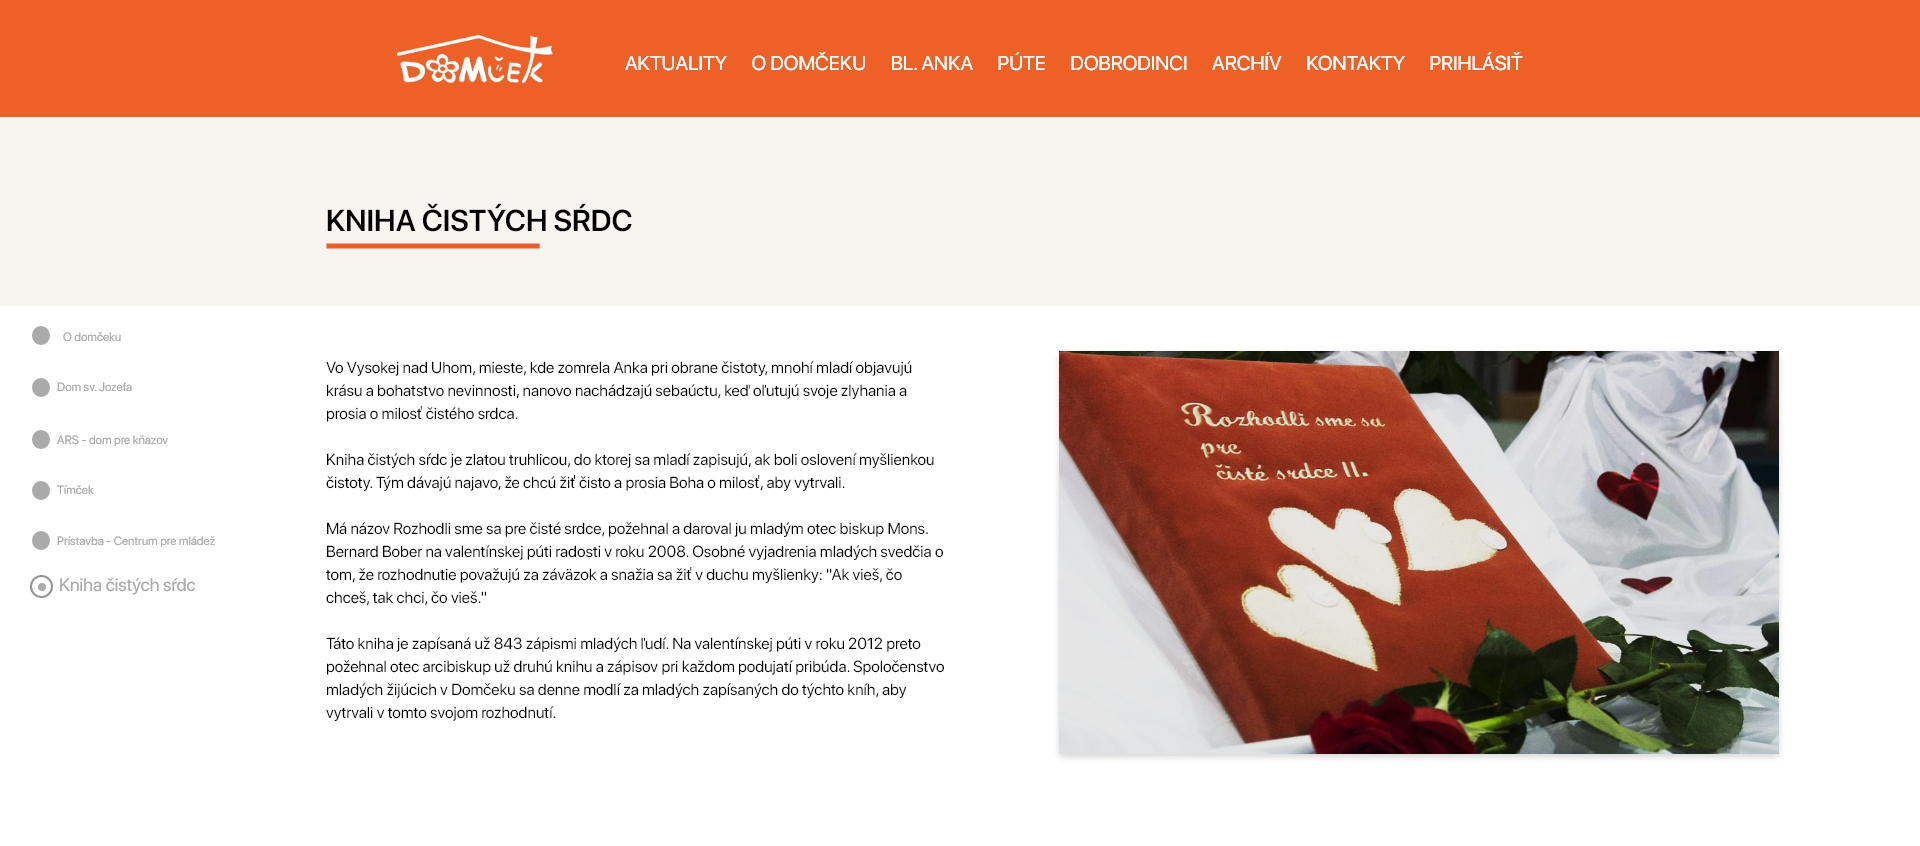 DOMČEK
AKTUALITY O DOMČEKU BL. ANKA PÚTE DOBRODINCI ARCHÍV KONTAKTY PRIHLÁSIŤ
KNIHA ČISTÝCH SŔDC
O domčeku
Dom sv. Jozefa
ARS - dom pre kňazov
Tímček
Prístavba - Centrum pre mládež
Kniha čistých sŕdc
Vo Vysokej nad Uhom, mieste, kde zomrela Anka pri obrane čistoty, mnohí mladí objavujú
krásu a bohatstvo nevinnosti, nanovo nachádzajú sebaúctu, keď oľutujú svoje zlyhania a
prosia o milosť čistého srdca.
Kniha čistých sŕdc je zlatou truhlicou, do ktorej sa mladí zapisujú, ak boli oslovení myšlienkou
čistoty. Tým dávajú najavo, že chcú žiť čisto a prosia Boha o milosť, aby vytrvali.
Má názov Rozhodli sme sa pre čisté srdce, požehnal a daroval ju mladým otec biskup Mons.
Bernard Bober na valentínskej púti radosti v roku 2008. Osobné vyjadrenia mladých svedčia o
tom, že rozhodnutie považujú za záväzok a snažia sa žiť v duchu myšlienky: "Ak vieš, čo
chceš, tak chci, čo vieš."
Táto kniha je zapísaná už 843 zápismi mladých ľudí. Na valentínskej púti v roku 2012 preto
požehnal otec arcibiskup už druhú knihu a zápisov pri každom podujatí pribúda. Spoločenstvo
mladých žijúcich v Domčeku sa denne modlí za mladých zapísaných do týchto kníh, aby
vytrvali v tomto svojom rozhodnutí.
Rozhodli sme sa
pre
čisté srdce II.